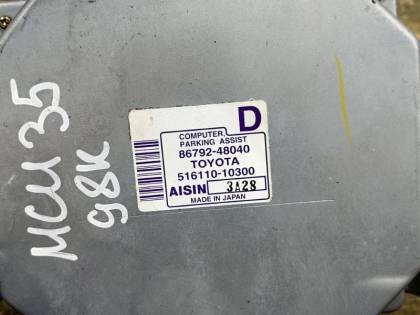 D
COMPUTER,
PARKING ASSIST
86792-48040
TOYOTA
516110-10300
AISIN 3A28
MADE IN JAPAN
MCU35
98K